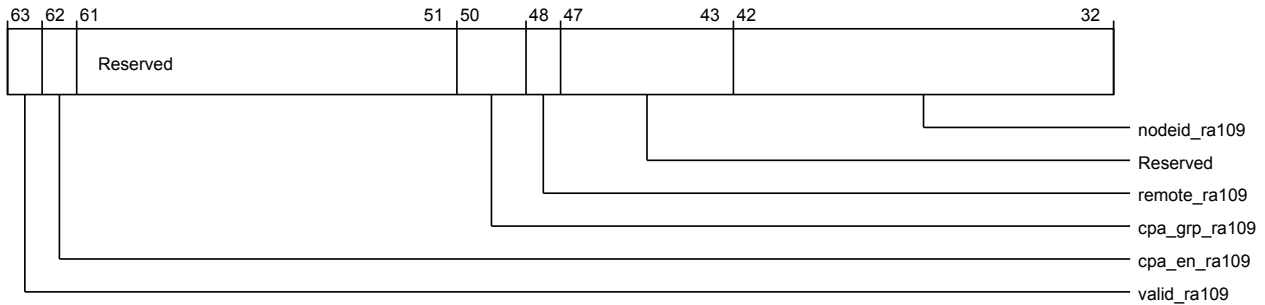 63 62 61 51 50 48 47 43 42 32
Reserved
nodeid_ra109
Reserved
remote_ra109
cpa_grp_ra109
cpa_en_ra109
valid_ra109